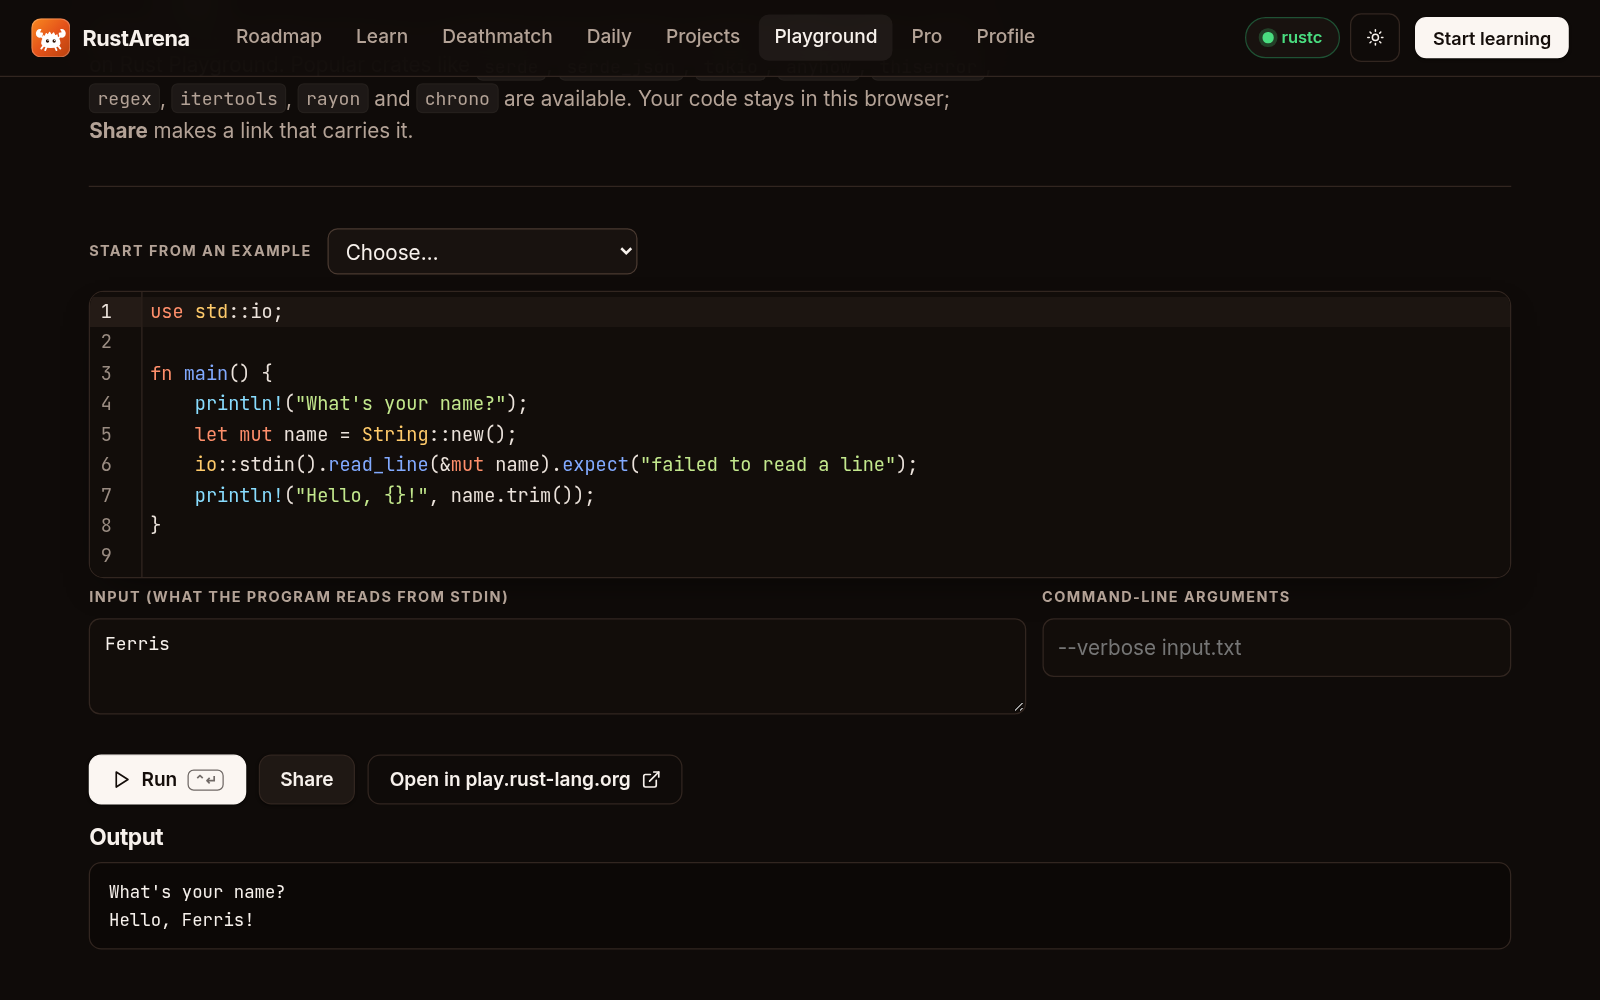 RustArena Roadmap Learn Deathmatch Daily Projects Playground Pro Profile rustc Start learning
regex, itertools, rayon and chrono are available. Your code stays in this browser;
Share makes a link that carries it.
START FROM AN EXAMPLE Choose...
1 use std::io;
2
3 fn main() {
4     println!("What's your name?");
5     let mut name = String::new();
6     io::stdin().read_line(&mut name).expect("failed to read a line");
7     println!("Hello, {}!", name.trim());
8 }
9
INPUT (WHAT THE PROGRAM READS FROM STDIN) COMMAND-LINE ARGUMENTS
Ferris --verbose input.txt
Run ⌃↵ Share Open in play.rust-lang.org
Output
What's your name?
Hello, Ferris!